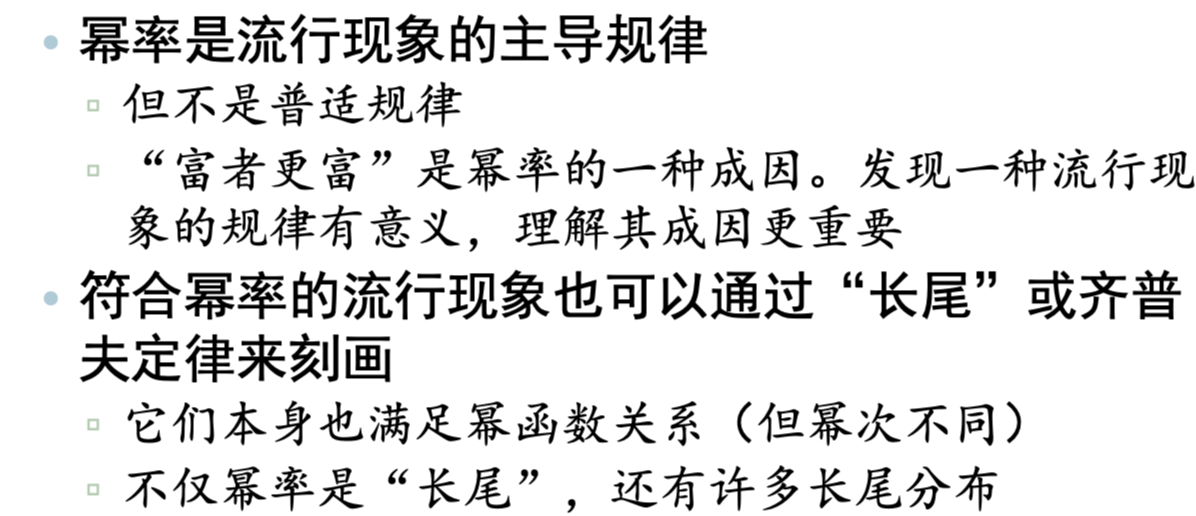 幂率是流行现象的主导规律
但不是普适规律
“富者更富”是幂率的一种成因。发现一种流行现
象的规律有意义，理解其成因更重要
符合幂率的流行现象也可以通过“长尾”或齐普
夫定律来刻画
它们本身也满足幂函数关系（但幂次不同）
不仅幂率是“长尾”，还有许多长尾分布